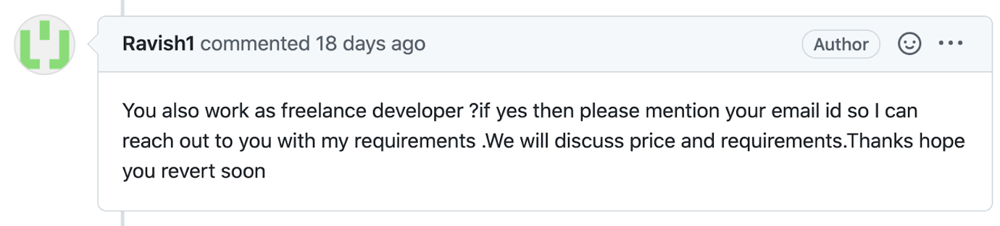 Ravish1 commented 18 days ago Author
You also work as freelance developer ?if yes then please mention your email id so I can
reach out to you with my requirements .We will discuss price and requirements.Thanks hope
you revert soon